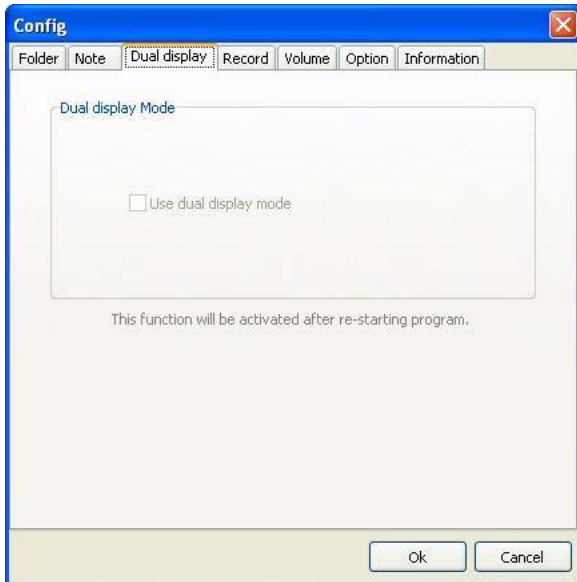 Config
Folder Note Dual display Record Volume Option Information
Dual display Mode
Use dual display mode
This function will be activated after re-starting program.
Ok Cancel